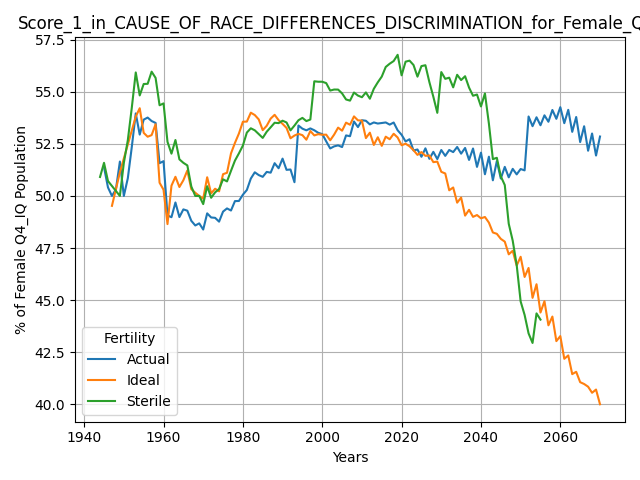 Score_1_in_CAUSE_OF_RACE_DIFFERENCES_DISCRIMINATION_for_Female_Q
57.5
55.0
52.5
50.0
47.5
45.0
42.5
40.0
% of Female Q4_IQ Population
Fertility
Actual
Ideal
Sterile
1940 1960 1980 2000 2020 2040 2060
Years